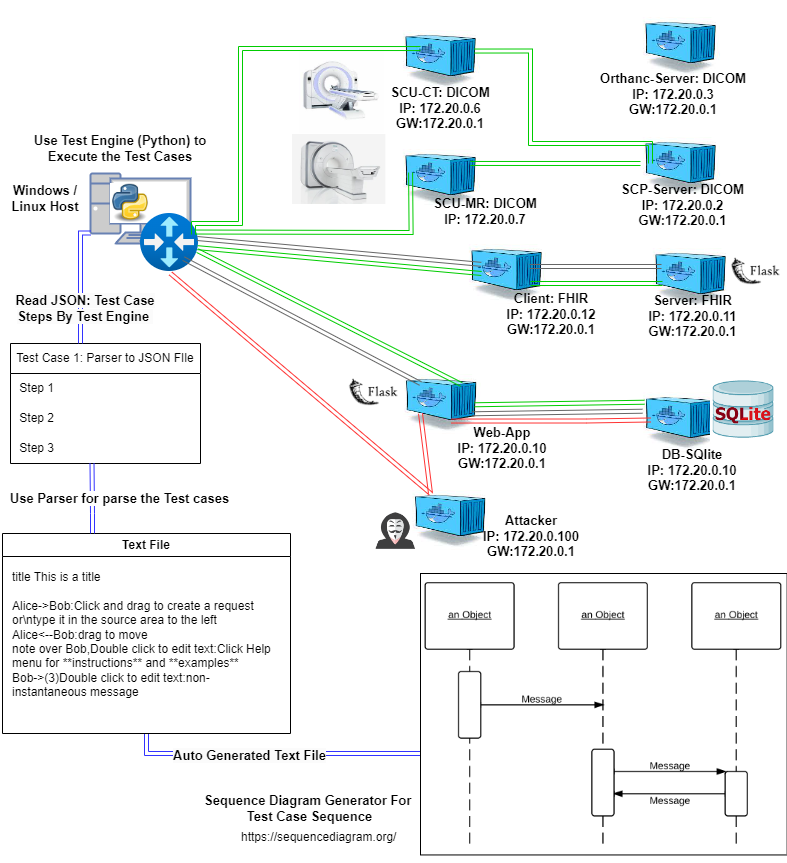 SCU-CT: DICOM
IP: 172.20.0.6
GW:172.20.0.1
Orthanc-Server: DICOM
IP: 172.20.0.3
GW:172.20.0.1
Use Test Engine (Python) to
Execute the Test Cases
Windows /
Linux Host
SCU-MR: DICOM
IP: 172.20.0.7
SCP-Server: DICOM
IP: 172.20.0.2
GW:172.20.0.1
Client: FHIR
IP: 172.20.0.12
GW:172.20.0.1
Server: FHIR
IP: 172.20.0.11
GW:172.20.0.1
Flask
Read JSON: Test Case
Steps By Test Engine
Test Case 1: Parser to JSON FIle
Step 1
Step 2
Step 3
Flask
Web-App
IP: 172.20.0.10
GW:172.20.0.1
SQLite
DB-SQlite
IP: 172.20.0.10
GW:172.20.0.1
Use Parser for parse the Test cases
Attacker
IP: 172.20.0.100
GW:172.20.0.1
Text File
title This is a title
Alice->Bob:Click and drag to create a request
or\ntype it in the source area to the left
Alice<--Bob:drag to move
note over Bob,Double click to edit text:Click Help
menu for **instructions** and **examples**
Bob->(3)Double click to edit text:non-
instantaneous message
Auto Generated Text File
an Object
an Object
an Object
Message
Message
Message
Sequence Diagram Generator For
Test Case Sequence
https://sequencediagram.org/